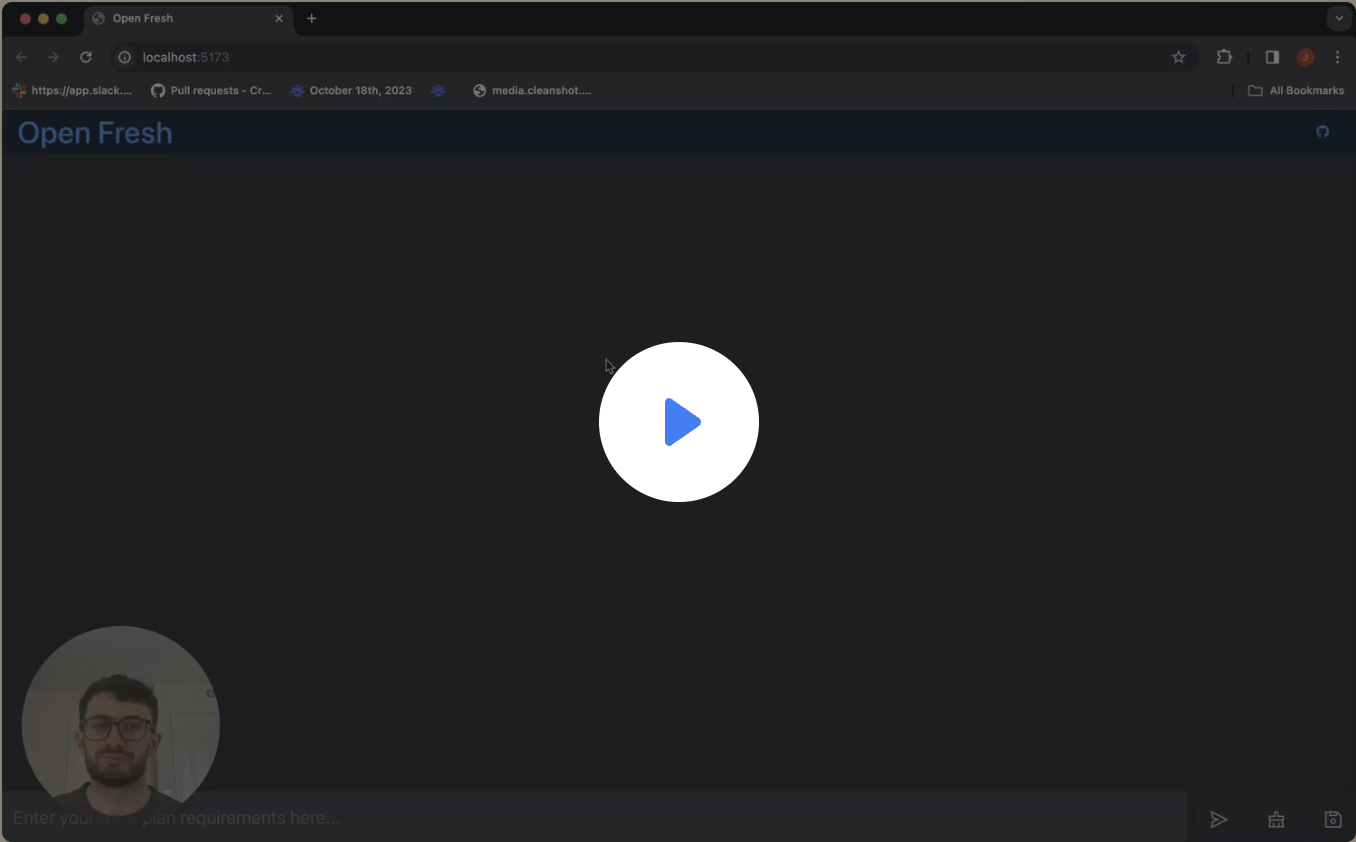 Open Fresh
localhost:5173
J
https://app.slack....
Pull requests - Cr...
October 18th, 2023
media.cleanshot....
All Bookmarks
Open Fresh
Enter your plan requirements here...